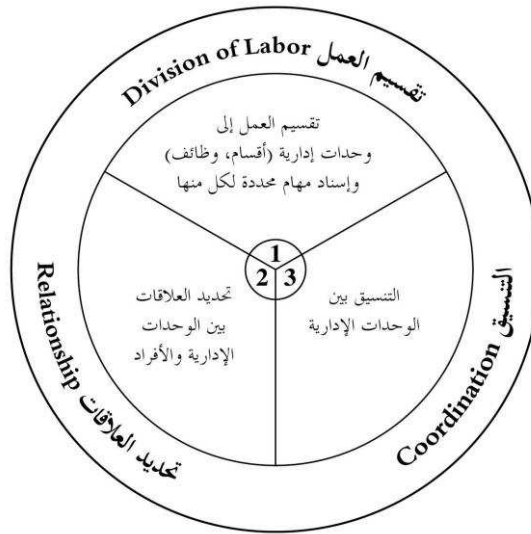 Division of Labor تقسيم العمل
تقسيم العمل إلى
وحدات إدارية (أقسام، وظائف)
وإسناد مهام محددة لكل منها
1
2
3
تحديد العلاقات
بين الوحدات
الإدارية والأفراد
التنسيق بين
الوحدات الإدارية
Relationship تحديد العلاقات
Coordination التنسيق